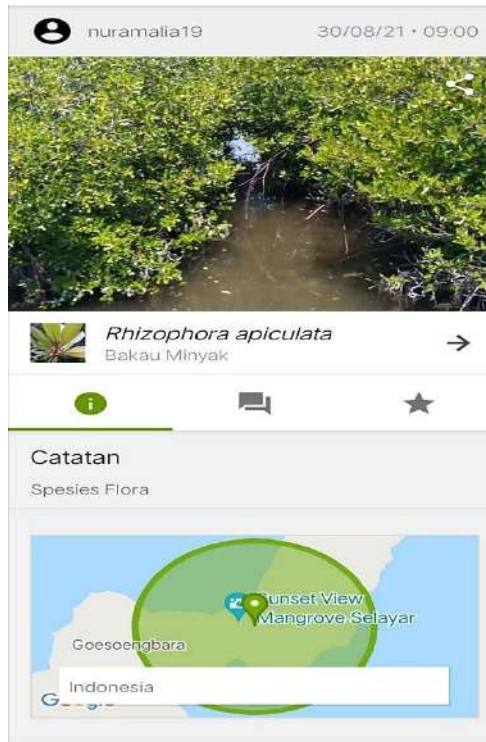 nuramalia19 30/08/21 • 09:00
Rhizophora apiculata
Bakau Minyak
Catatan
Spesies Flora
Sunset View
Mangrove Selayar
Goesoengbara
Indonesia
Google